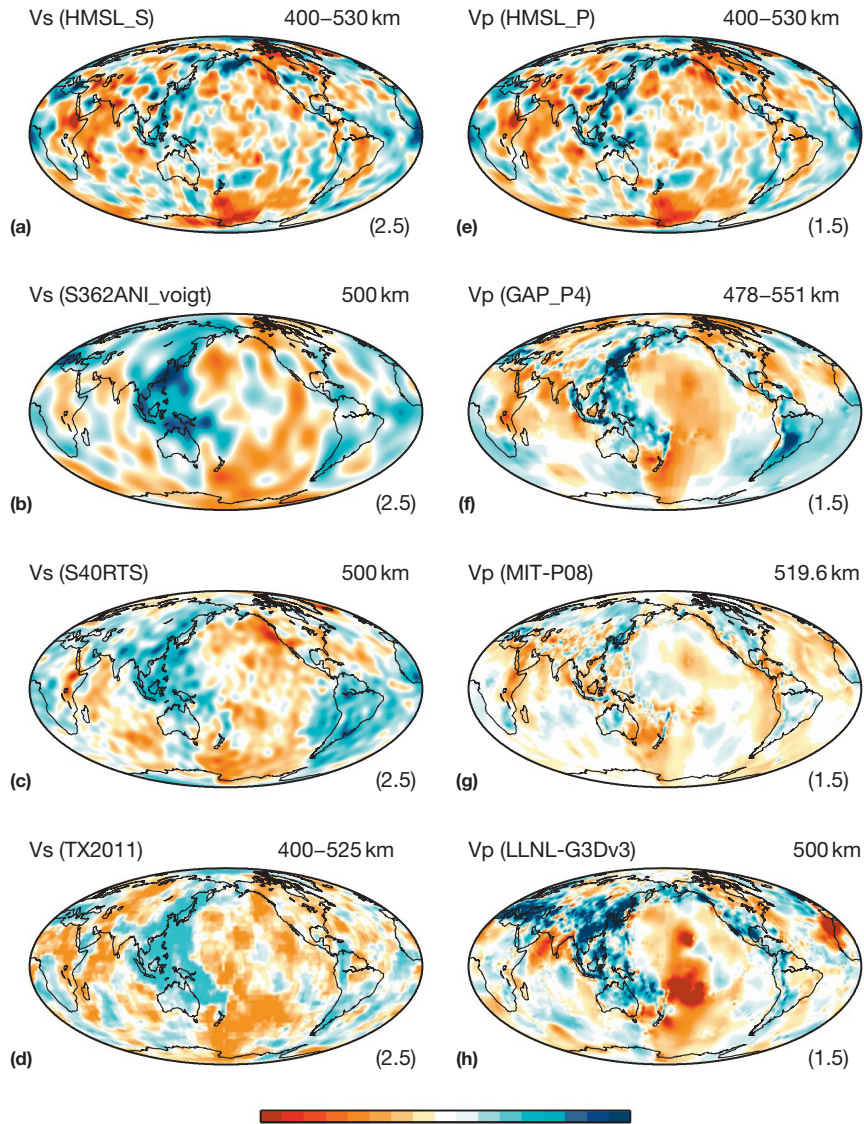 Vs (HMSL_S) 400–530 km
(a) (2.5)
Vp (HMSL_P) 400–530 km
(e) (1.5)
Vs (S362ANI_voigt) 500 km
(b) (2.5)
Vp (GAP_P4) 478–551 km
(f) (1.5)
Vs (S40RTS) 500 km
(c) (2.5)
Vp (MIT-P08) 519.6 km
(g) (1.5)
Vs (TX2011) 400–525 km
(d) (2.5)
Vp (LLNL-G3Dv3) 500 km
(h) (1.5)